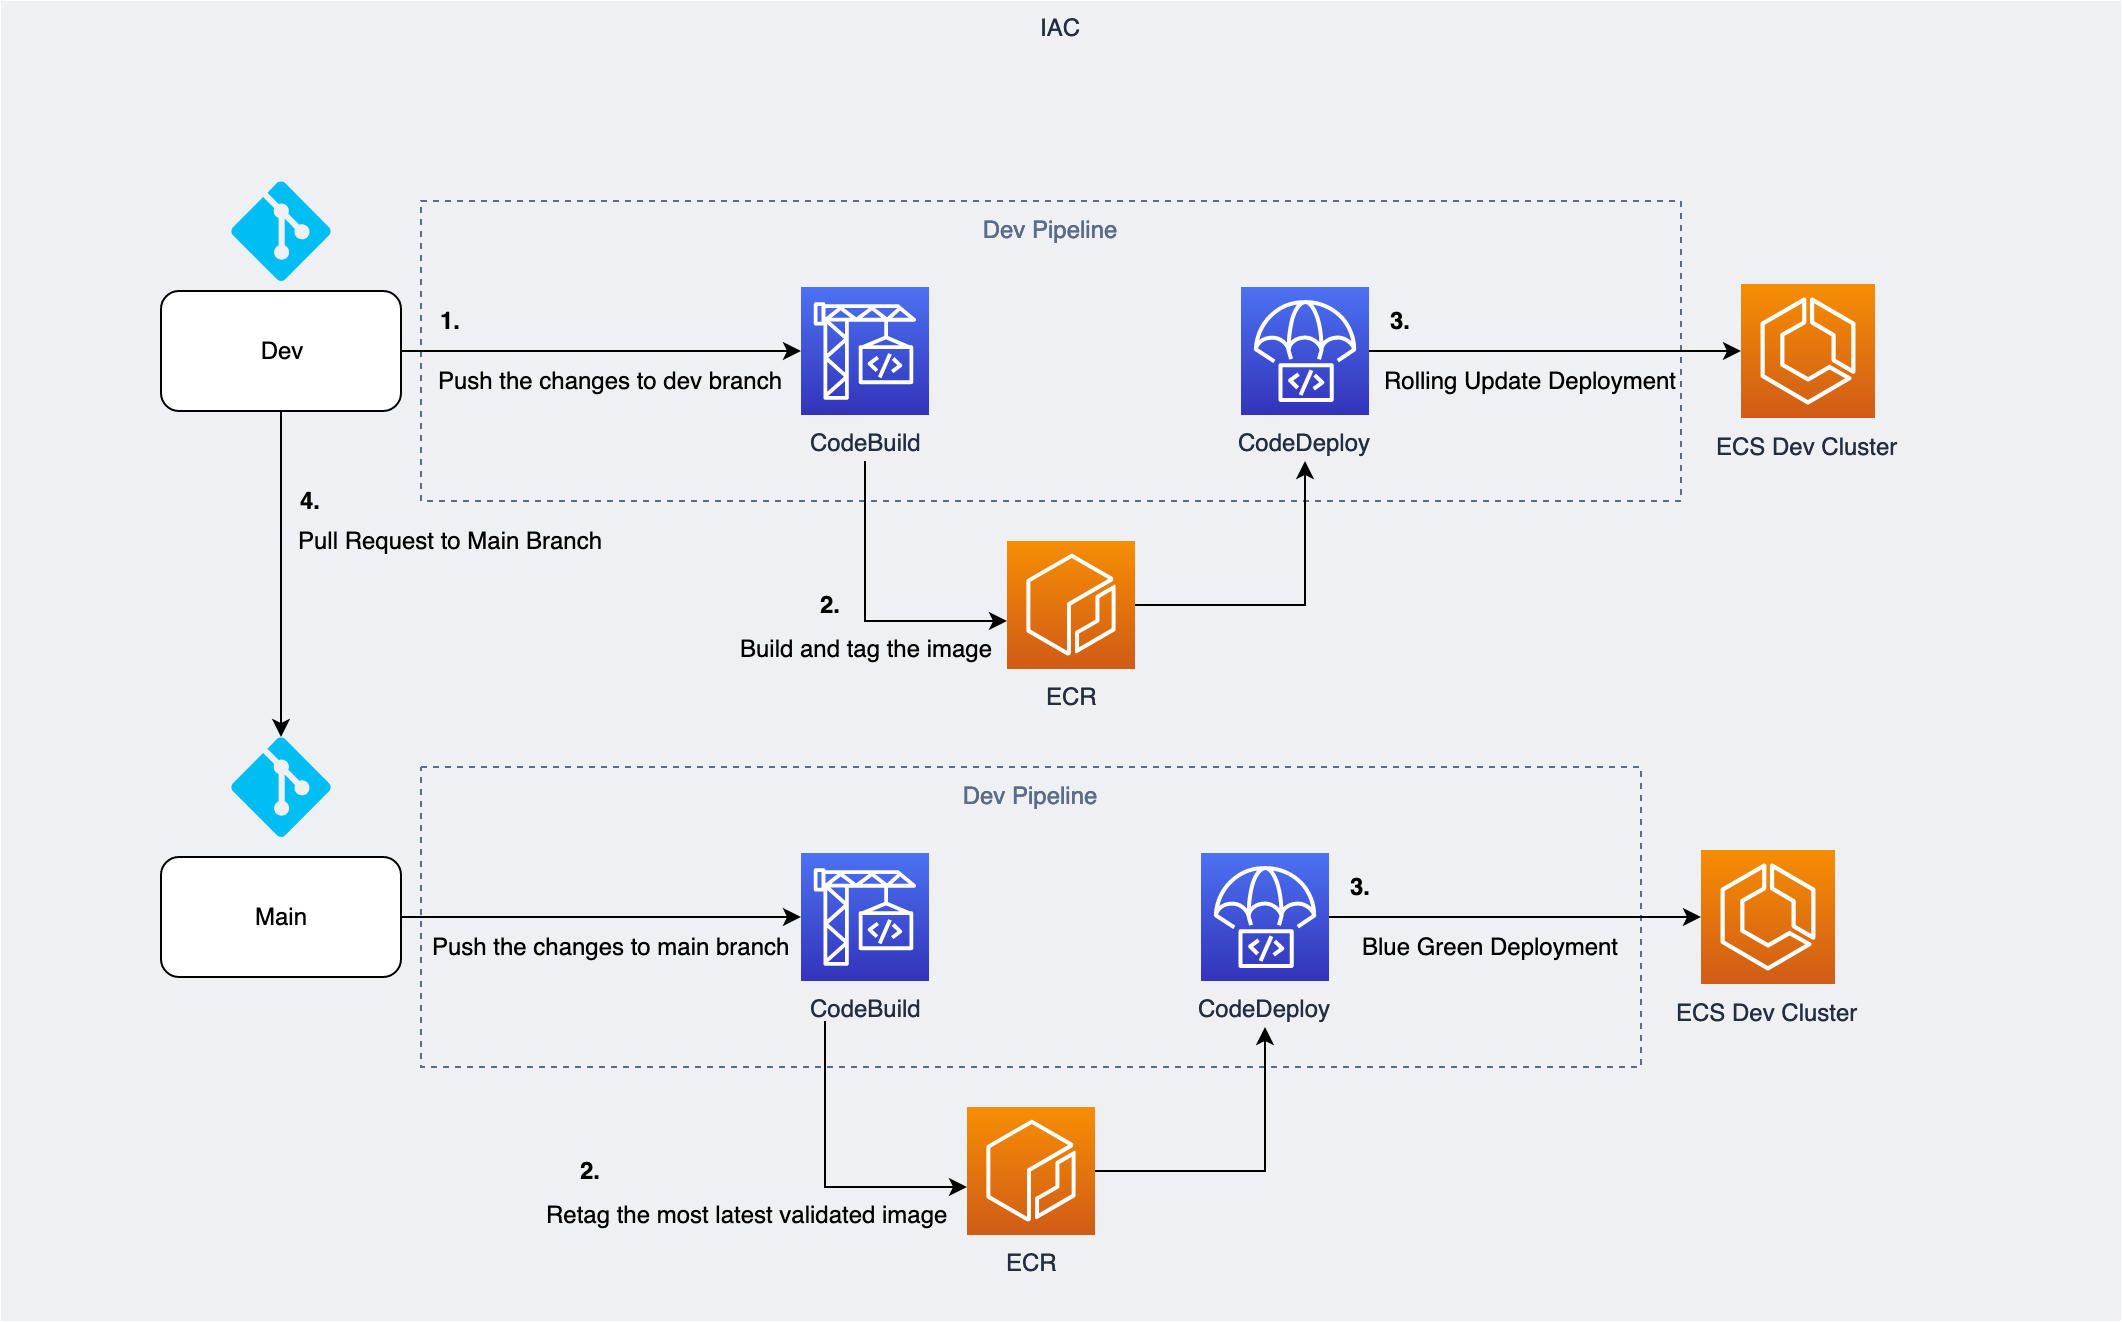 IAC
Dev Pipeline
Dev
1.
Push the changes to dev branch
</>
CodeBuild
</>
CodeDeploy
3.
Rolling Update Deployment
ECS Dev Cluster
4.
Pull Request to Main Branch
2.
Build and tag the image
ECR
Dev Pipeline
Main
Push the changes to main branch
</>
CodeBuild
</>
CodeDeploy
3.
Blue Green Deployment
ECS Dev Cluster
2.
Retag the most latest validated image
ECR